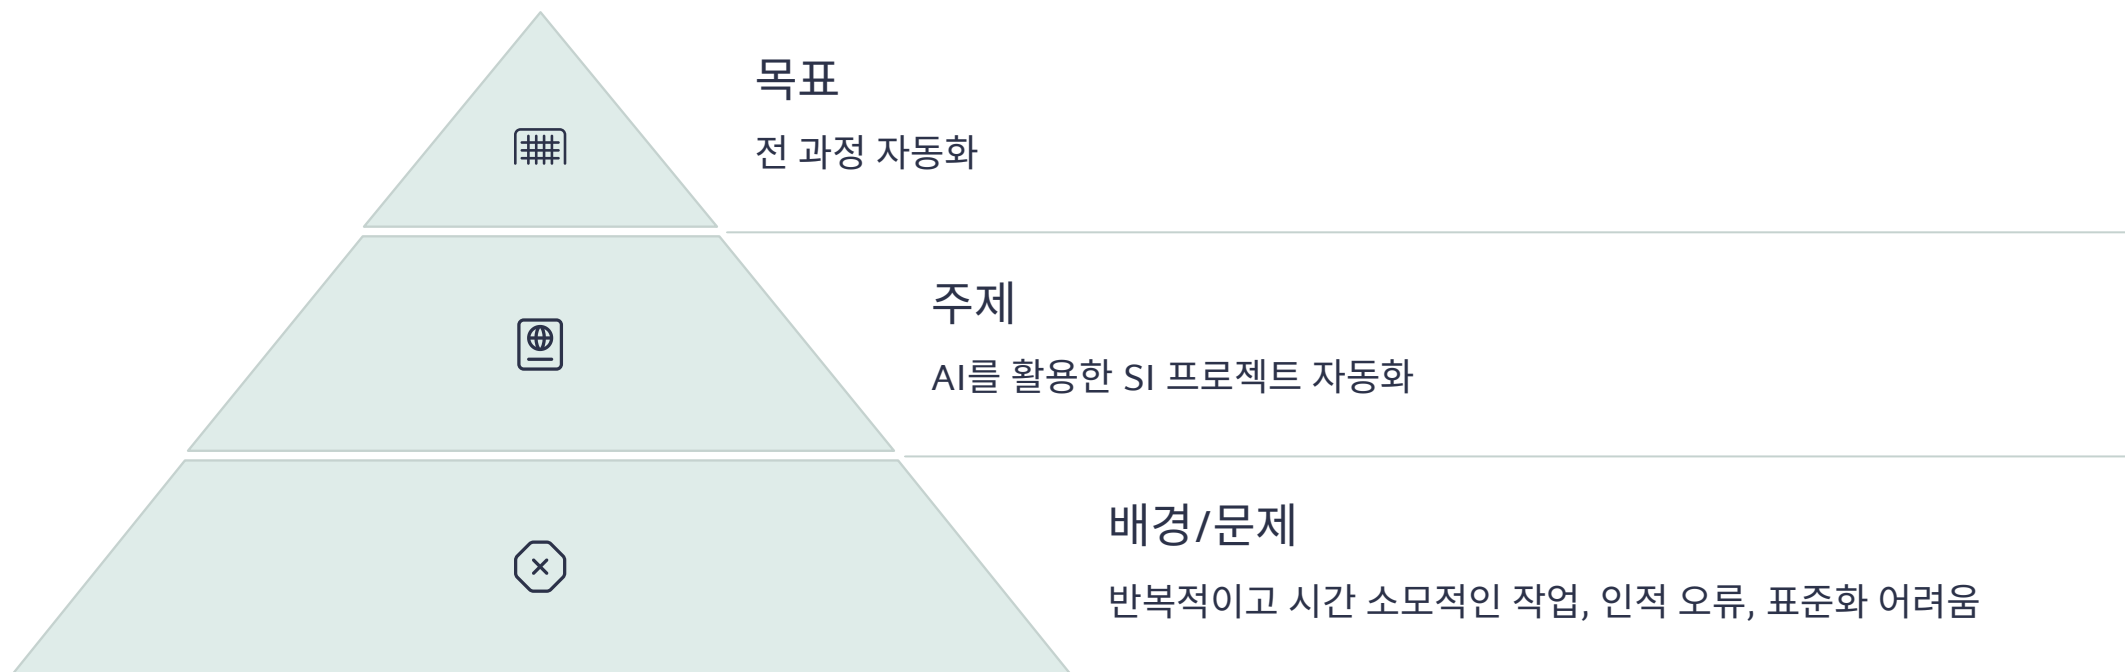 목표
전 과정 자동화
주제
AI를 활용한 SI 프로젝트 자동화
배경/문제
반복적이고 시간 소모적인 작업, 인적 오류, 표준화 어려움